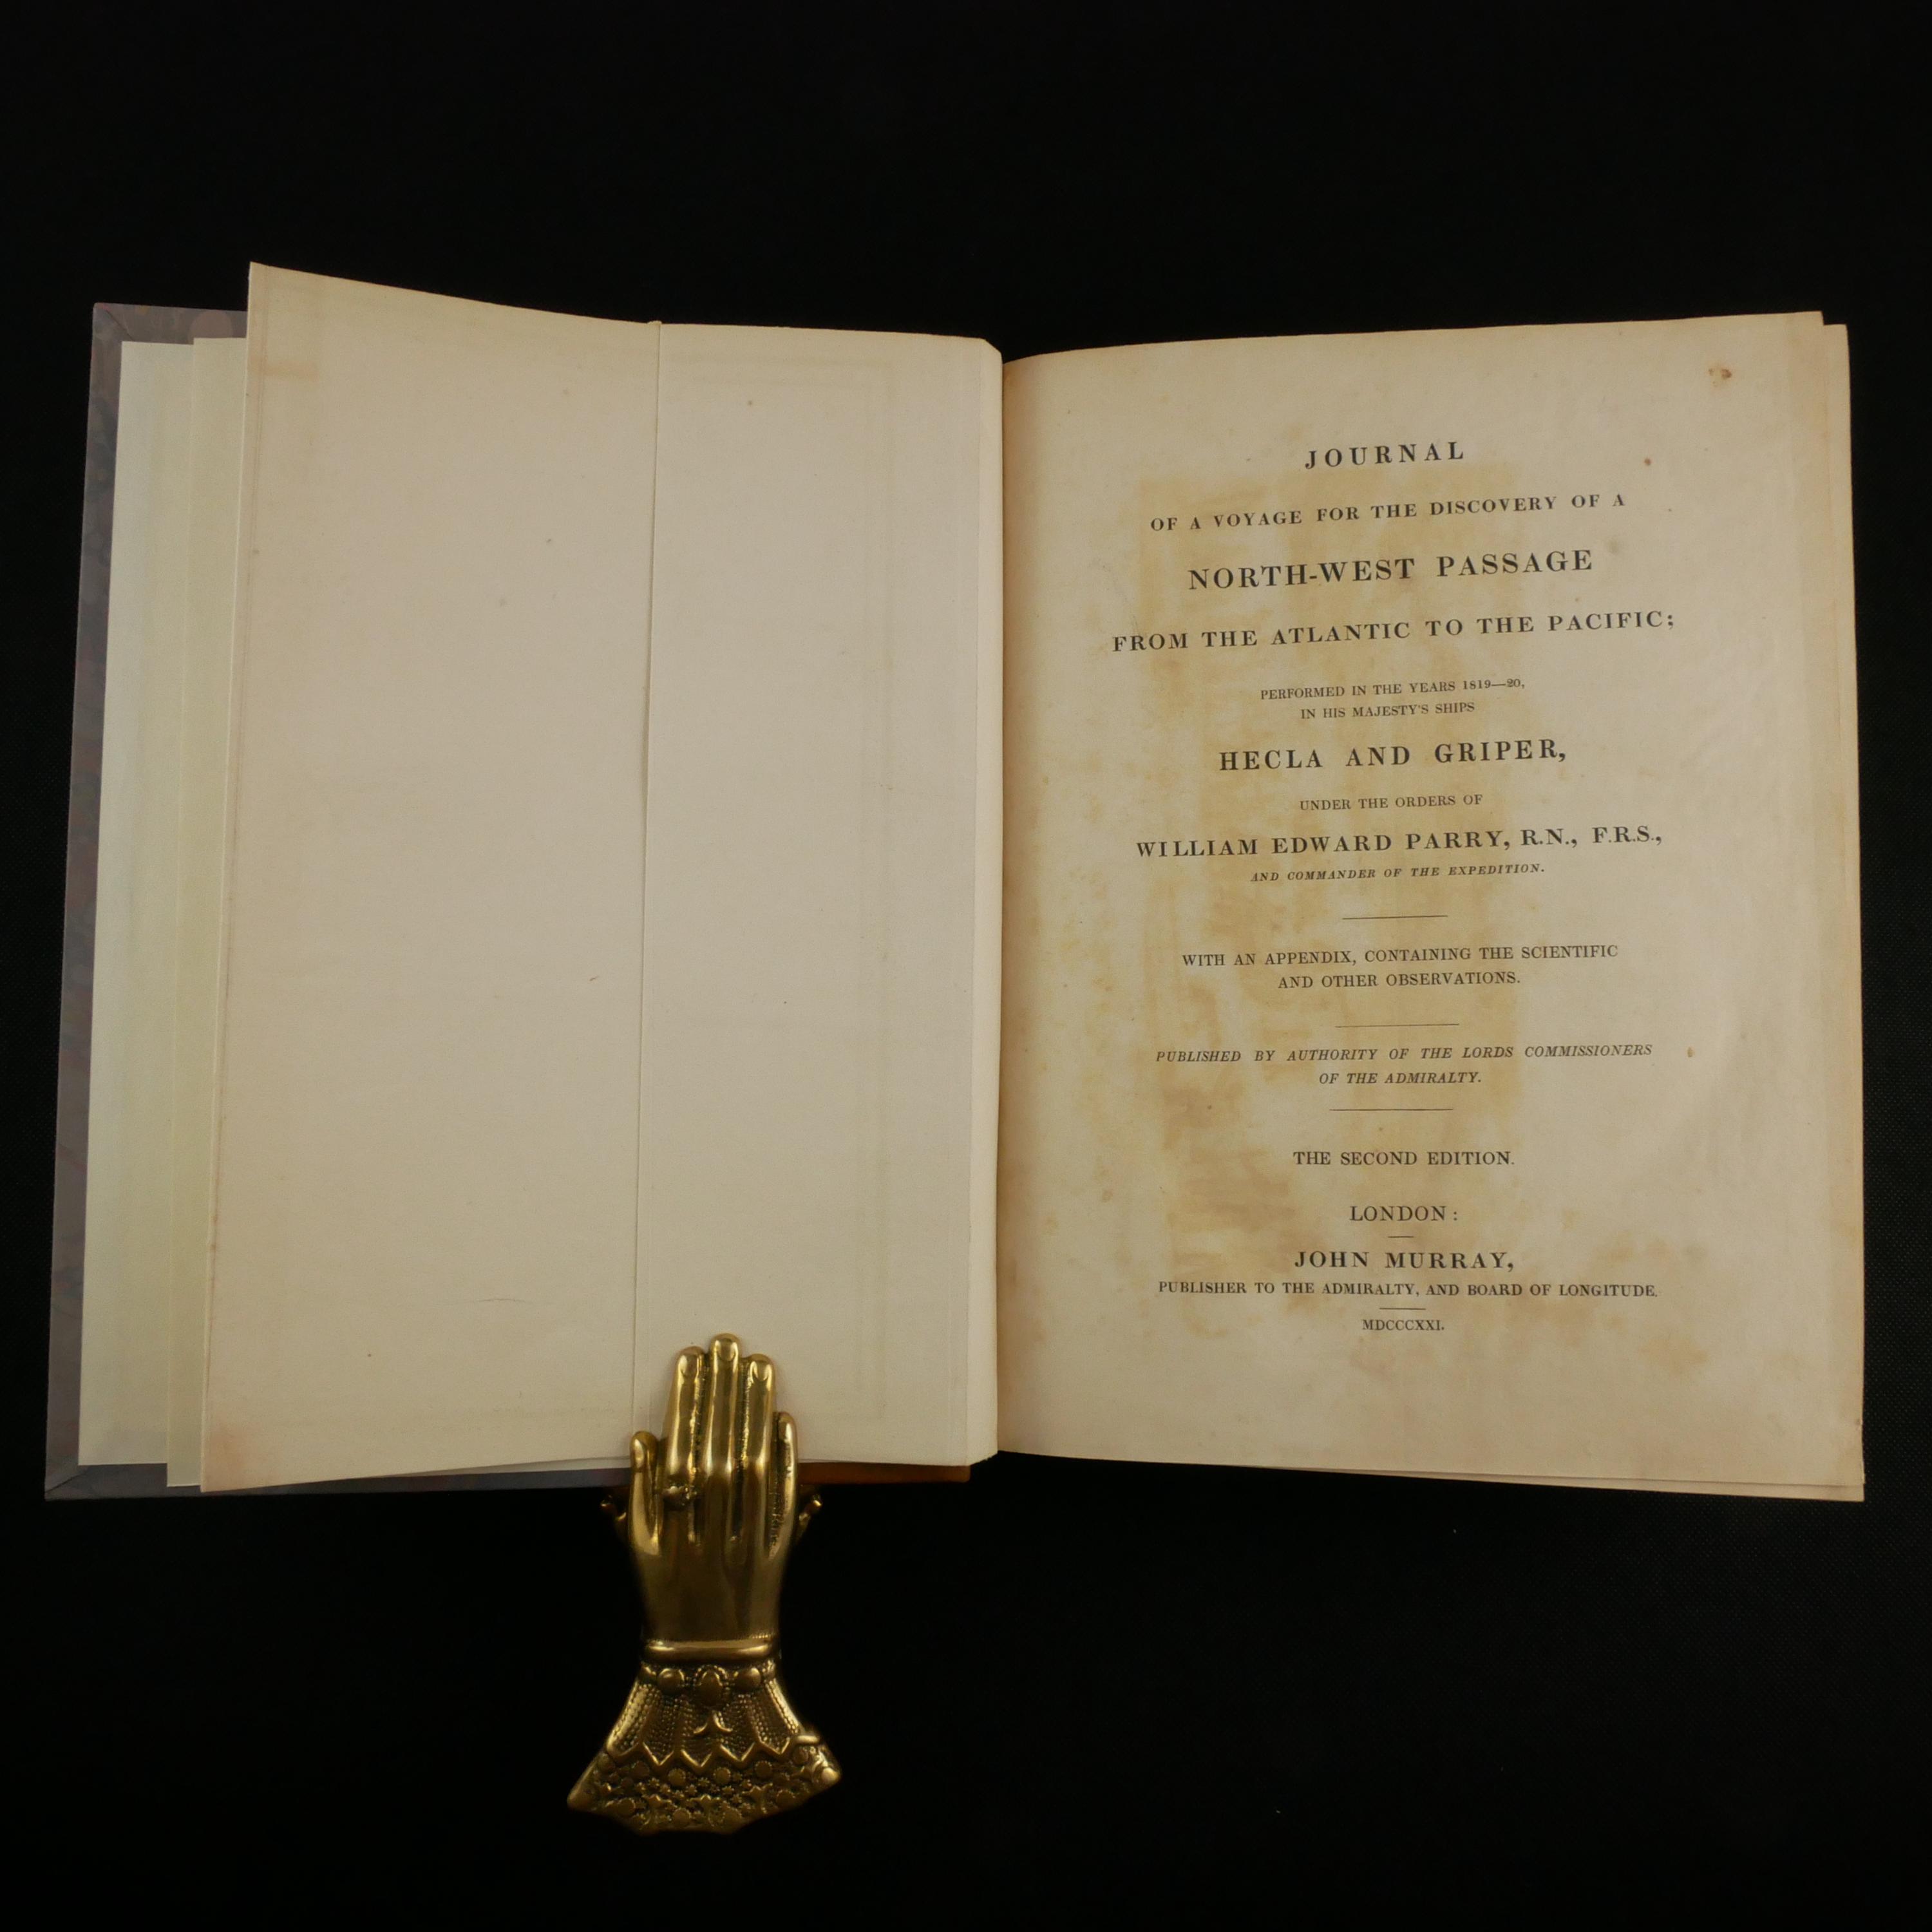 JOURNAL
OF A VOYAGE FOR THE DISCOVERY OF A
NORTH-WEST PASSAGE
FROM THE ATLANTIC TO THE PACIFIC;
PERFORMED IN THE YEARS 1819—20,
IN HIS MAJESTY'S SHIPS
HECLA AND GRIPER,
UNDER THE ORDERS OF
WILLIAM EDWARD PARRY, R.N., F.R.S.,
AND COMMANDER OF THE EXPEDITION.
WITH AN APPENDIX, CONTAINING THE SCIENTIFIC
AND OTHER OBSERVATIONS.
PUBLISHED BY AUTHORITY OF THE LORDS COMMISSIONERS
OF THE ADMIRALTY.
THE SECOND EDITION.
LONDON:
JOHN MURRAY,
PUBLISHER TO THE ADMIRALTY, AND BOARD OF LONGITUDE.
MDCCCXXI.